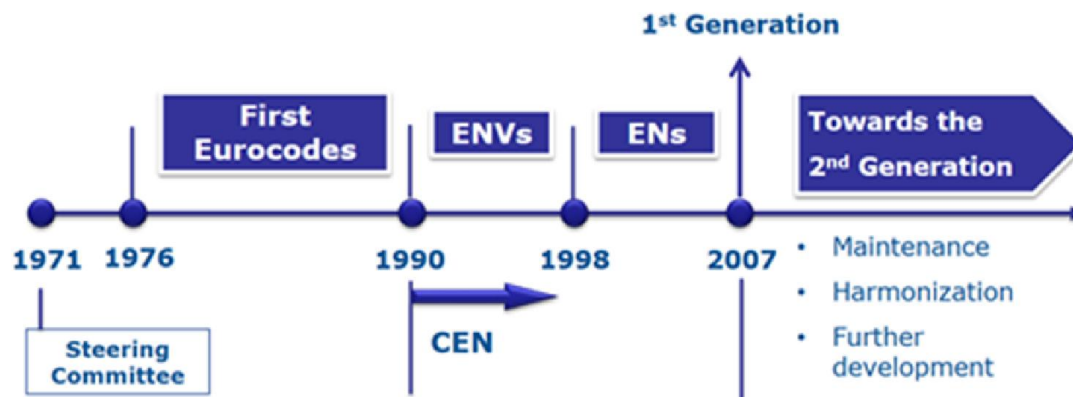 1st Generation
First
Eurocodes
ENVs
ENs
Towards the
2nd Generation
1971
1976
1990
1998
2007
Steering
Committee
CEN
• Maintenance
• Harmonization
• Further
development